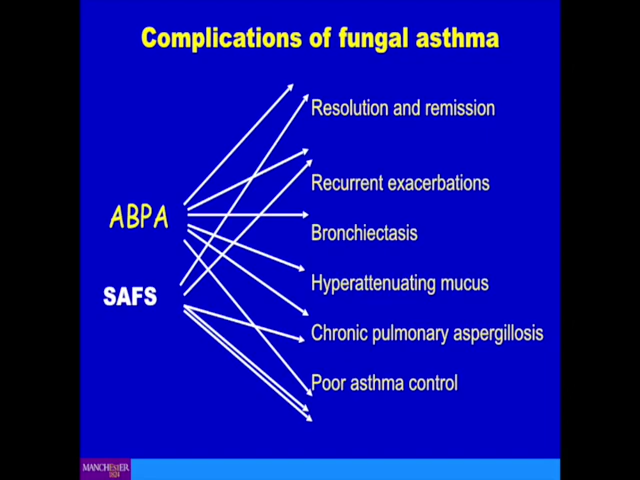 Complications of fungal asthma
Resolution and remission
Recurrent exacerbations
ABPA
Bronchiectasis
Hyperattenuating mucus
SAFS
Chronic pulmonary aspergillosis
Poor asthma control
MANCHESTER
1824